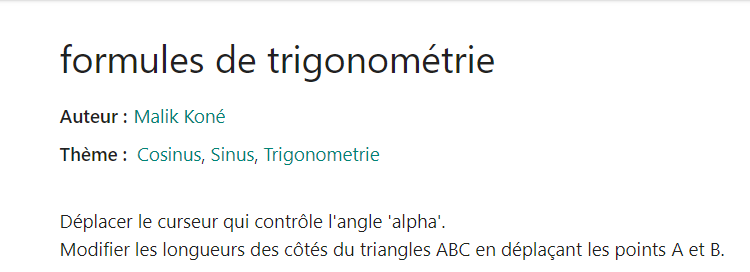 formules de trigonométrie
Auteur : Malik Koné
Thème : Cosinus, Sinus, Trigonometrie
Déplacer le curseur qui contrôle l'angle 'alpha'.
Modifier les longueurs des côtés du triangles ABC en déplaçant les points A et B.